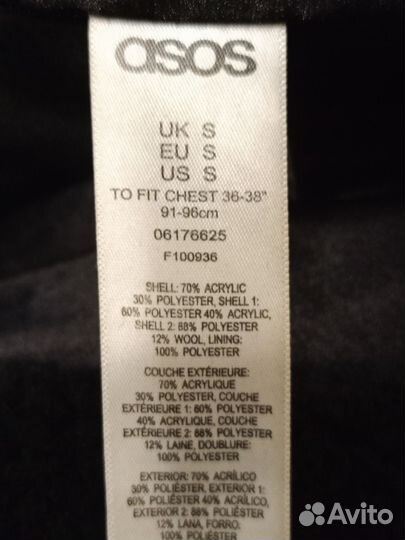 asos
UK S
EU S
US S
TO FIT CHEST 36-38"
91-96cm
06176625
F100936
SHELL: 70% ACRYLIC
30% POLYESTER, SHELL 1:
60% POLYESTER 40% ACRYLIC,
SHELL 2: 88% POLYESTER
12% WOOL, LINING:
100% POLYESTER
COUCHE EXTÉRIEURE:
70% ACRYLIQUE
30% POLYESTER, COUCHE
EXTÉRIEURE 1: 60% POLYESTER
40% ACRYLIQUE, COUCHE
EXTÉRIEURE 2: 88% POLYESTER
12% LAINE, DOUBLURE:
100% POLYESTER
EXTERIOR: 70% ACRÍLICO
30% POLIÉSTER, EXTERIOR 1:
60% POLIÉSTER 40% ACRÍLICO,
EXTERIOR 2: 88% POLIÉSTER
12% LANA, FORRO:
100% POLIÉSTER
Avito